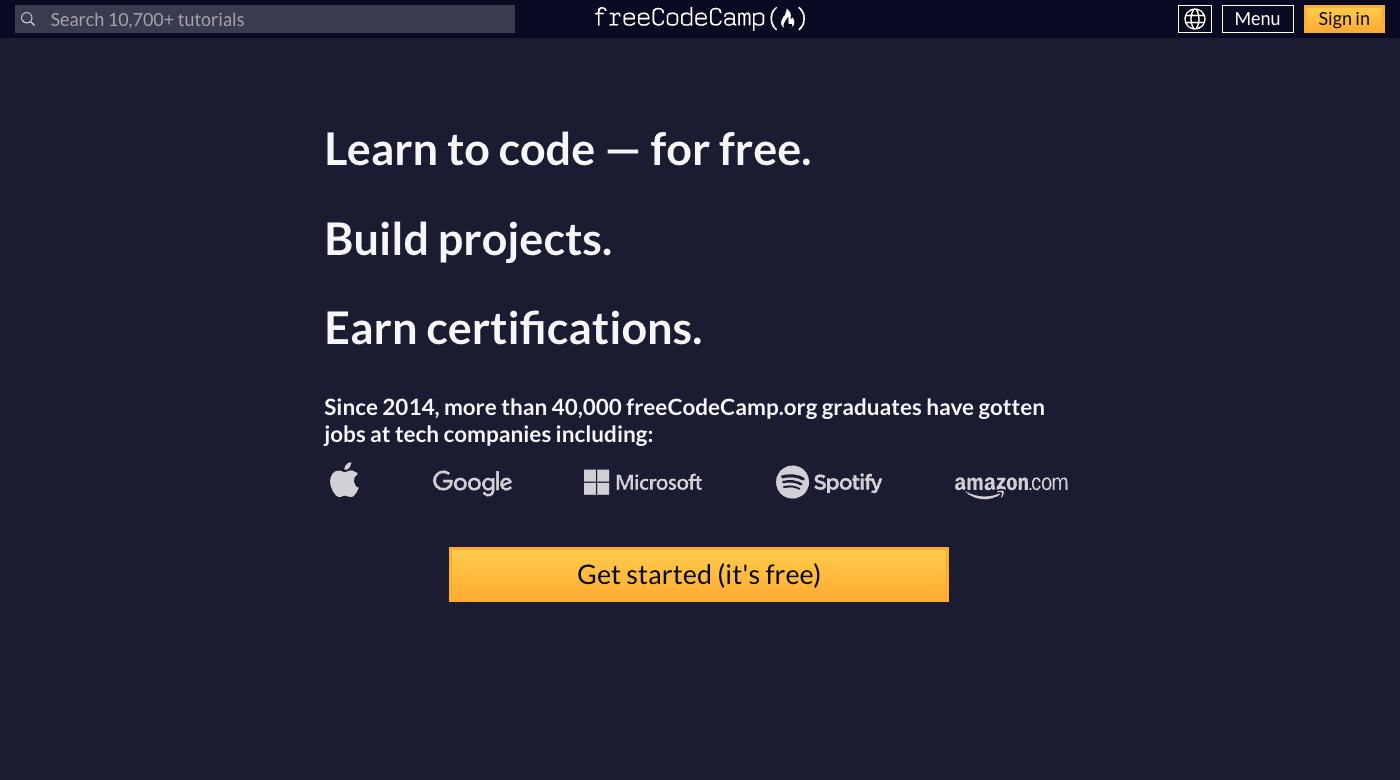 Search 10,700+ tutorials
freeCodeCamp(🔥)
Menu
Sign in
Learn to code — for free.
Build projects.
Earn certifications.
Since 2014, more than 40,000 freeCodeCamp.org graduates have gotten
jobs at tech companies including:
Google
Microsoft
Spotify
amazon.com
Get started (it's free)